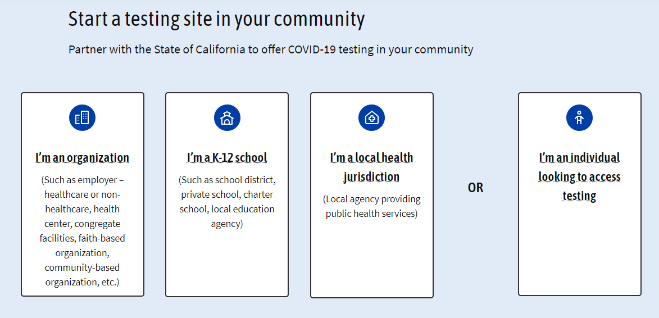 Start a testing site in your community
Partner with the State of California to offer COVID-19 testing in your community
I'm an organization
(Such as employer –
healthcare or non-
healthcare, health
center, congregate
facilities, faith-based
organization,
community-based
organization, etc.)
I'm a K-12 school
(Such as school district,
private school, charter
school, local education
agency)
I'm a local health
jurisdiction
(Local agency providing
public health services)
OR
I'm an individual
looking to access
testing